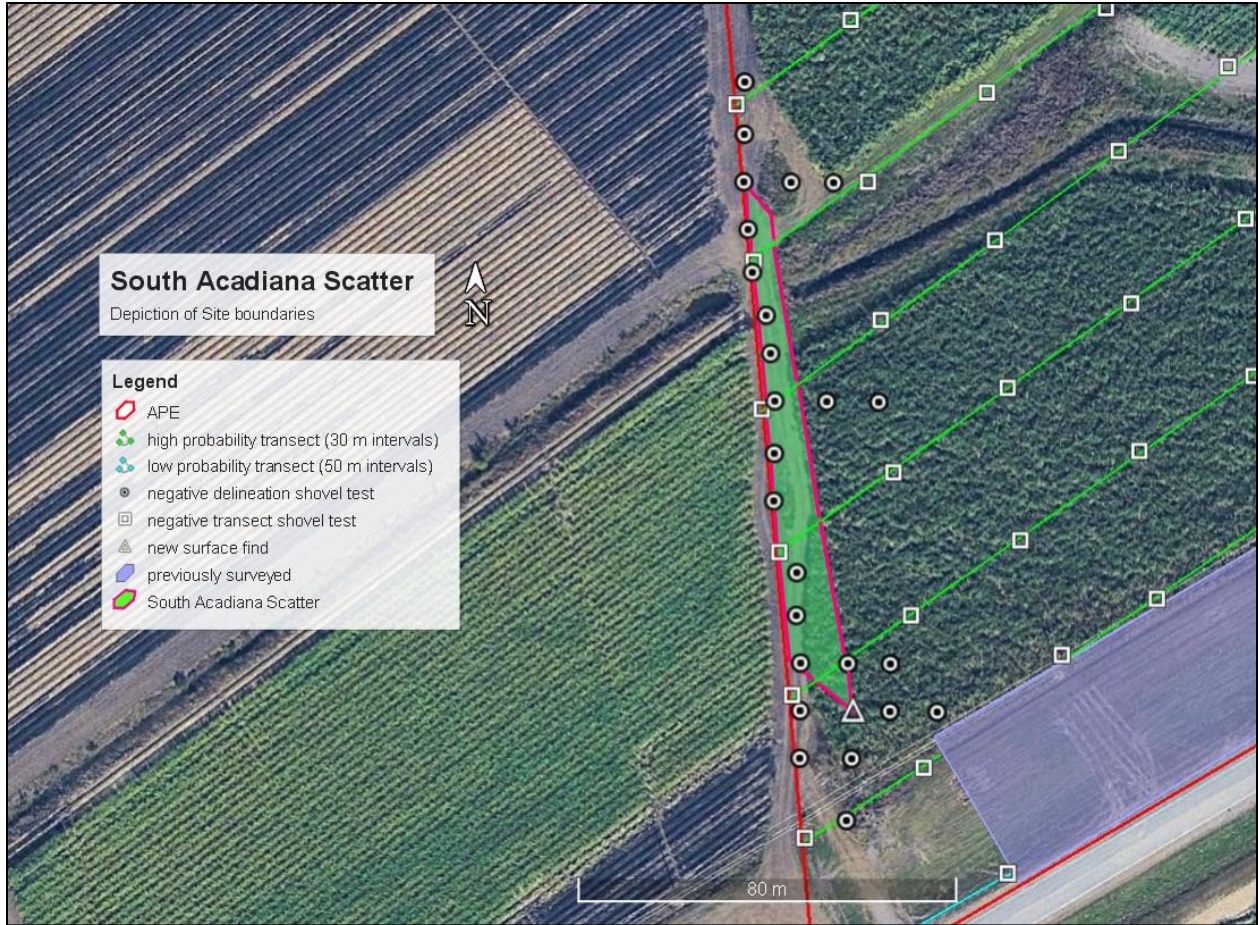 South Acadiana Scatter
Depiction of Site boundaries
N
Legend
APE
high probability transect (30 m intervals)
low probability transect (50 m intervals)
negative delineation shovel test
negative transect shovel test
new surface find
previously surveyed
South Acadiana Scatter
80 m